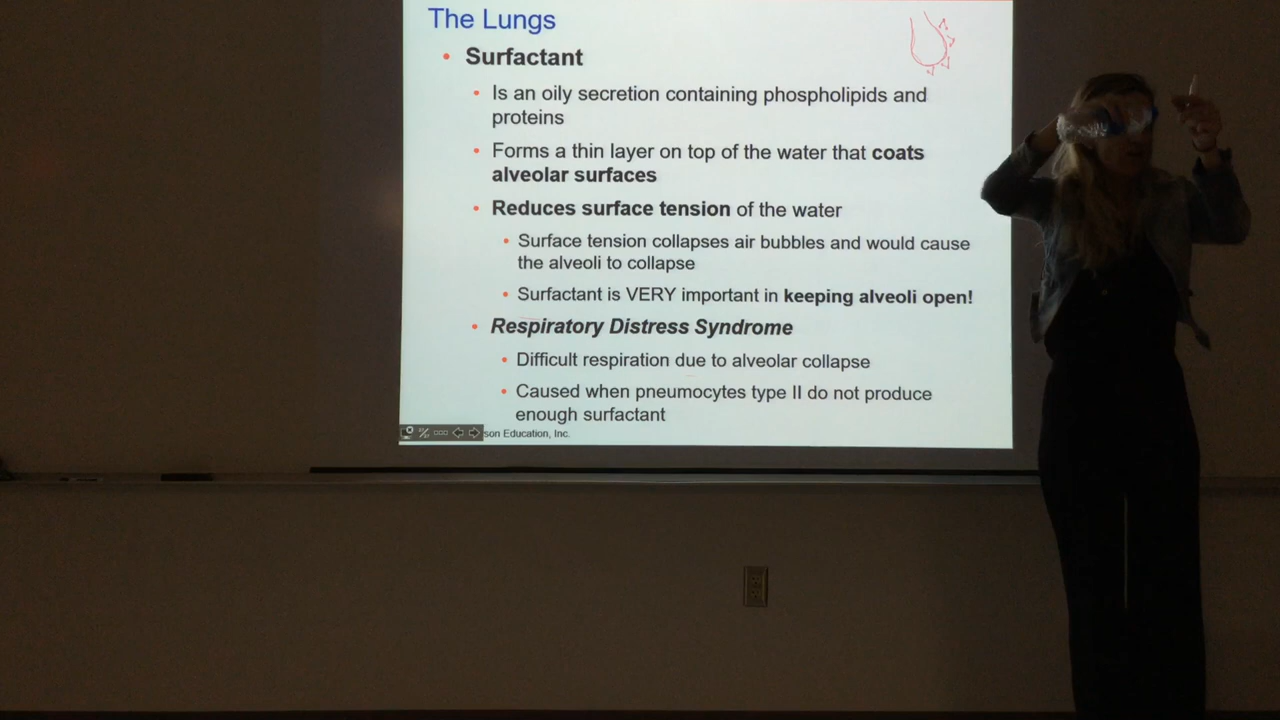 The Lungs
• Surfactant
• Is an oily secretion containing phospholipids and
proteins
• Forms a thin layer on top of the water that coats
alveolar surfaces
• Reduces surface tension of the water
• Surface tension collapses air bubbles and would cause
the alveoli to collapse
• Surfactant is VERY important in keeping alveoli open!
• Respiratory Distress Syndrome
• Difficult respiration due to alveolar collapse
• Caused when pneumocytes type II do not produce
enough surfactant
son Education, Inc.